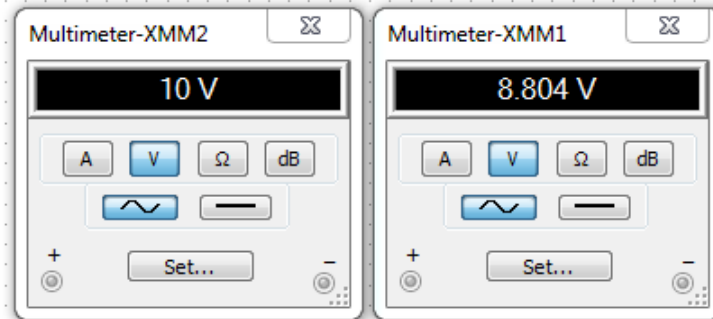 Multimeter-XMM2
10 V
A V Ω dB
+ Set... −
Multimeter-XMM1
8.804 V
A V Ω dB
+ Set... −